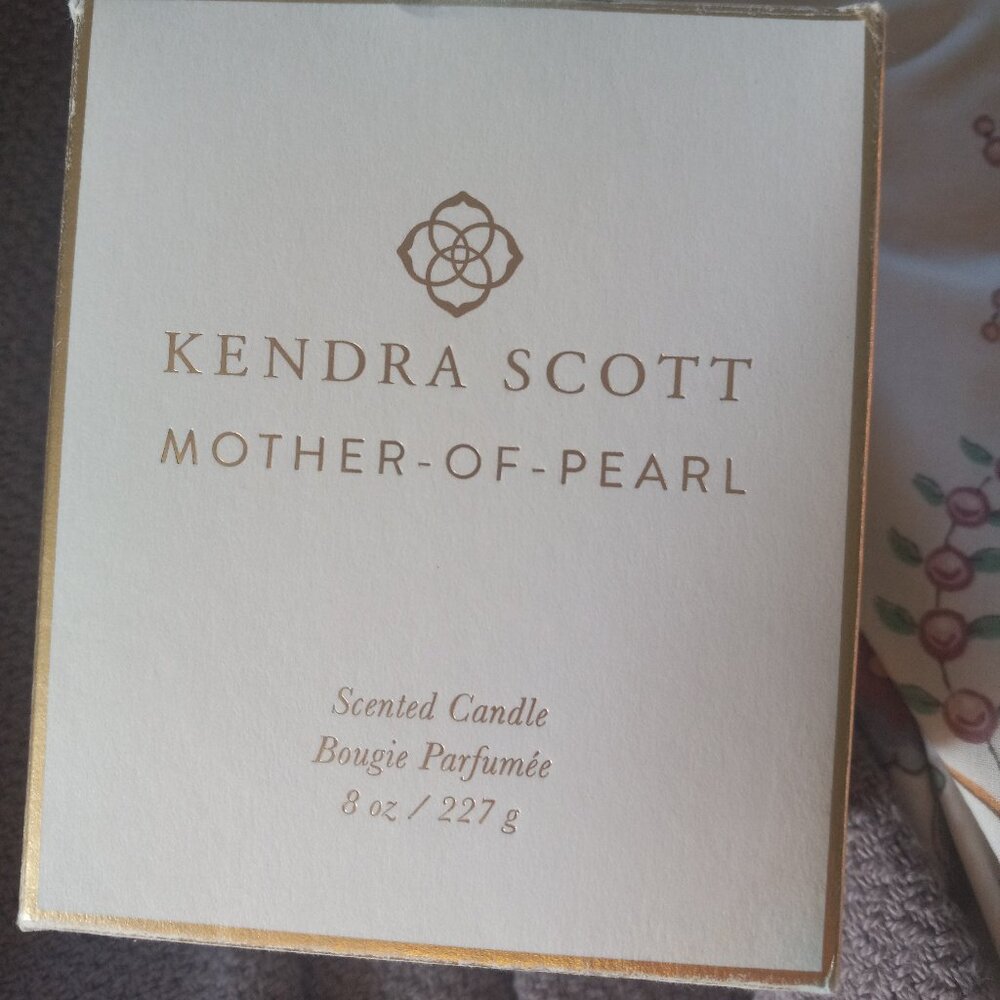 KENDRA SCOTT
MOTHER-OF-PEARL
Scented Candle
Bougie Parfumée
8 oz / 227 g